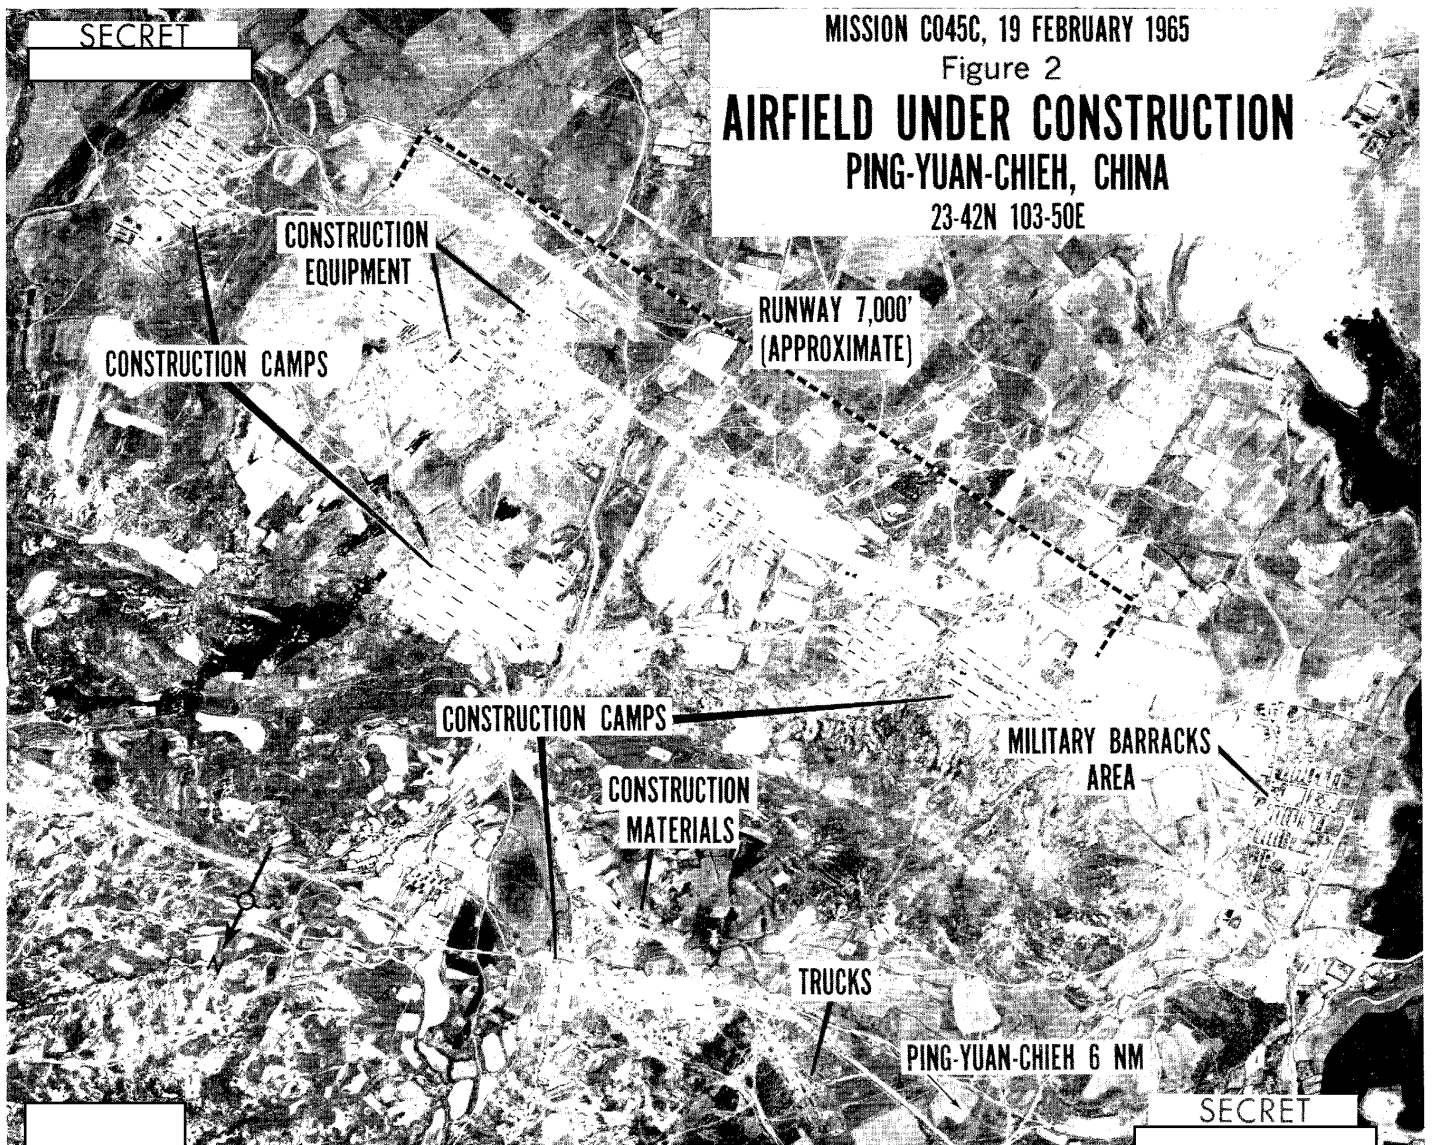 SECRET
MISSION C045C, 19 FEBRUARY 1965
Figure 2
AIRFIELD UNDER CONSTRUCTION
PING-YUAN-CHIEH, CHINA
23-42N 103-50E
CONSTRUCTION
EQUIPMENT
RUNWAY 7,000'
(APPROXIMATE)
CONSTRUCTION CAMPS
CONSTRUCTION CAMPS
MILITARY BARRACKS
AREA
CONSTRUCTION
MATERIALS
N
TRUCKS
PING-YUAN-CHIEH 6 NM
SECRET